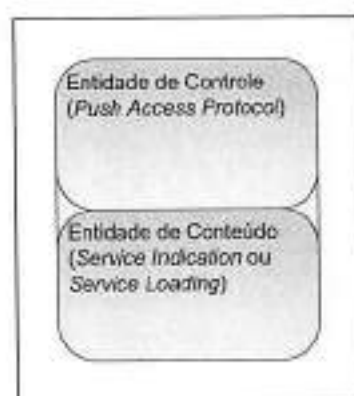 Entidade de Controle
(Push Access Protocol)
Entidade de Conteúdo
(Service Indication ou
Service Loading)